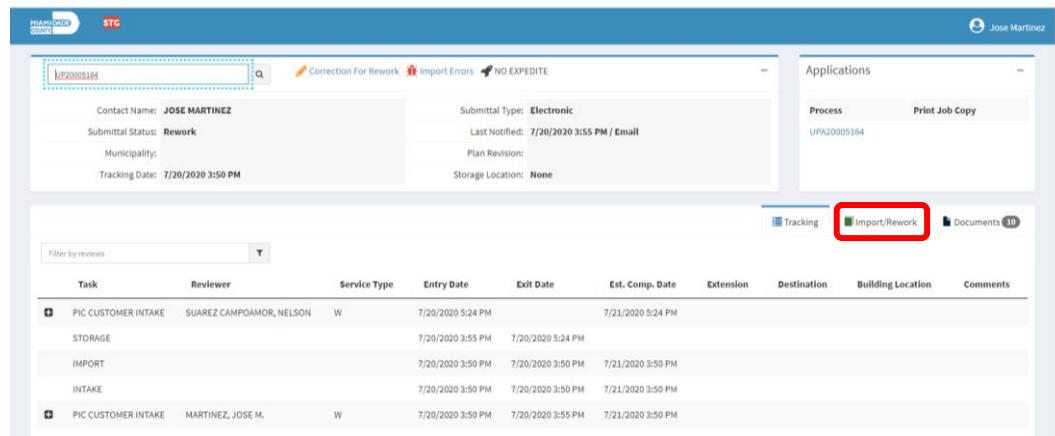 MIAMI-DADE COUNTY STG Jose Martinez
UP20005164 Correction For Rework Import Errors NO EXPEDITE
Contact Name: JOSE MARTINEZ Submittal Type: Electronic
Submittal Status: Rework Last Notified: 7/20/2020 3:55 PM / Email
Municipality: Plan Revision:
Tracking Date: 7/20/2020 3:50 PM Storage Location: None
Applications
Process Print Job Copy
UPA20005164
Tracking Import/Rework Documents 10
Filter by reviews
Task Reviewer Service Type Entry Date Exit Date Est. Comp. Date Extension Destination Building Location Comments
PIC CUSTOMER INTAKE SUAREZ CAMPOAMOR, NELSON W 7/20/2020 5:24 PM 7/21/2020 5:24 PM
STORAGE 7/20/2020 3:55 PM 7/20/2020 5:24 PM
IMPORT 7/20/2020 3:50 PM 7/20/2020 3:50 PM 7/21/2020 3:50 PM
INTAKE 7/20/2020 3:50 PM 7/20/2020 3:50 PM 7/21/2020 3:50 PM
PIC CUSTOMER INTAKE MARTINEZ, JOSE M. W 7/20/2020 3:50 PM 7/20/2020 3:55 PM 7/21/2020 3:50 PM